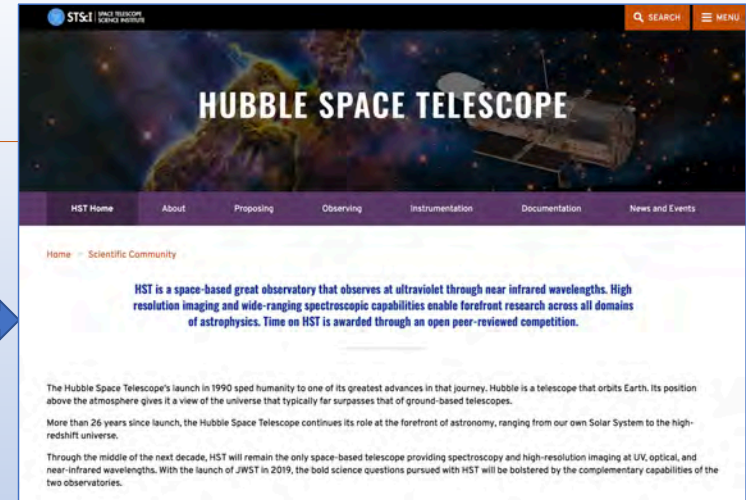 STScI | SPACE TELESCOPE
SCIENCE INSTITUTE
SEARCH
MENU
HUBBLE SPACE TELESCOPE
HST Home
About
Proposing
Observing
Instrumentation
Documentation
News and Events
Home
Scientific Community
HST is a space-based great observatory that observes at ultraviolet through near infrared wavelengths. High
resolution imaging and wide-ranging spectroscopic capabilities enable forefront research across all domains
of astrophysics. Time on HST is awarded through an open peer-reviewed competition.
The Hubble Space Telescope's launch in 1990 sped humanity to one of its greatest advances in that journey. Hubble is a telescope that orbits Earth. Its position
above the atmosphere gives it a view of the universe that typically far surpasses that of ground-based telescopes.
More than 26 years since launch, the Hubble Space Telescope continues its role at the forefront of astronomy, ranging from our own Solar System to the high-
redshift universe.
Through the middle of the next decade, HST will remain the only space-based telescope providing spectroscopy and high-resolution imaging at UV, optical, and
near-infrared wavelengths. With the launch of JWST in 2019, the bold science questions pursued with HST will be bolstered by the complementary capabilities of the
two observatories.